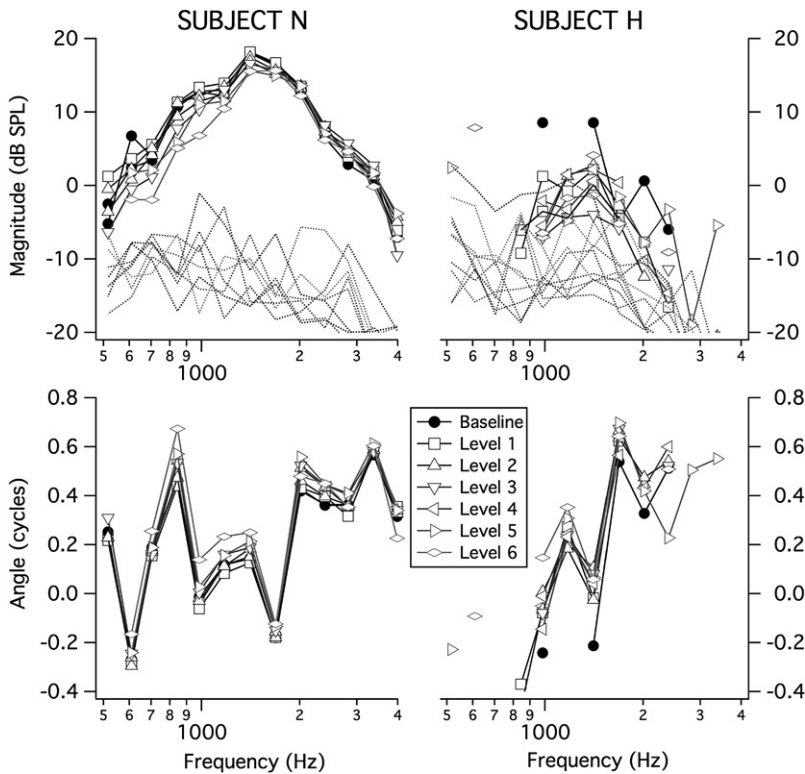 SUBJECT N
SUBJECT H
Magnitude (dB SPL)
20
10
0
-10
-20
20
10
0
-10
-20
5 6 7 8 9 1000 2 3 4
5 6 7 8 9 1000 2 3 4
Angle (cycles)
0.8
0.6
0.4
0.2
0.0
-0.2
-0.4
Baseline
Level 1
Level 2
Level 3
Level 4
Level 5
Level 6
0.8
0.6
0.4
0.2
0.0
-0.2
-0.4
5 6 7 8 9 1000 2 3 4
5 6 7 8 9 1000 2 3 4
Frequency (Hz)
Frequency (Hz)